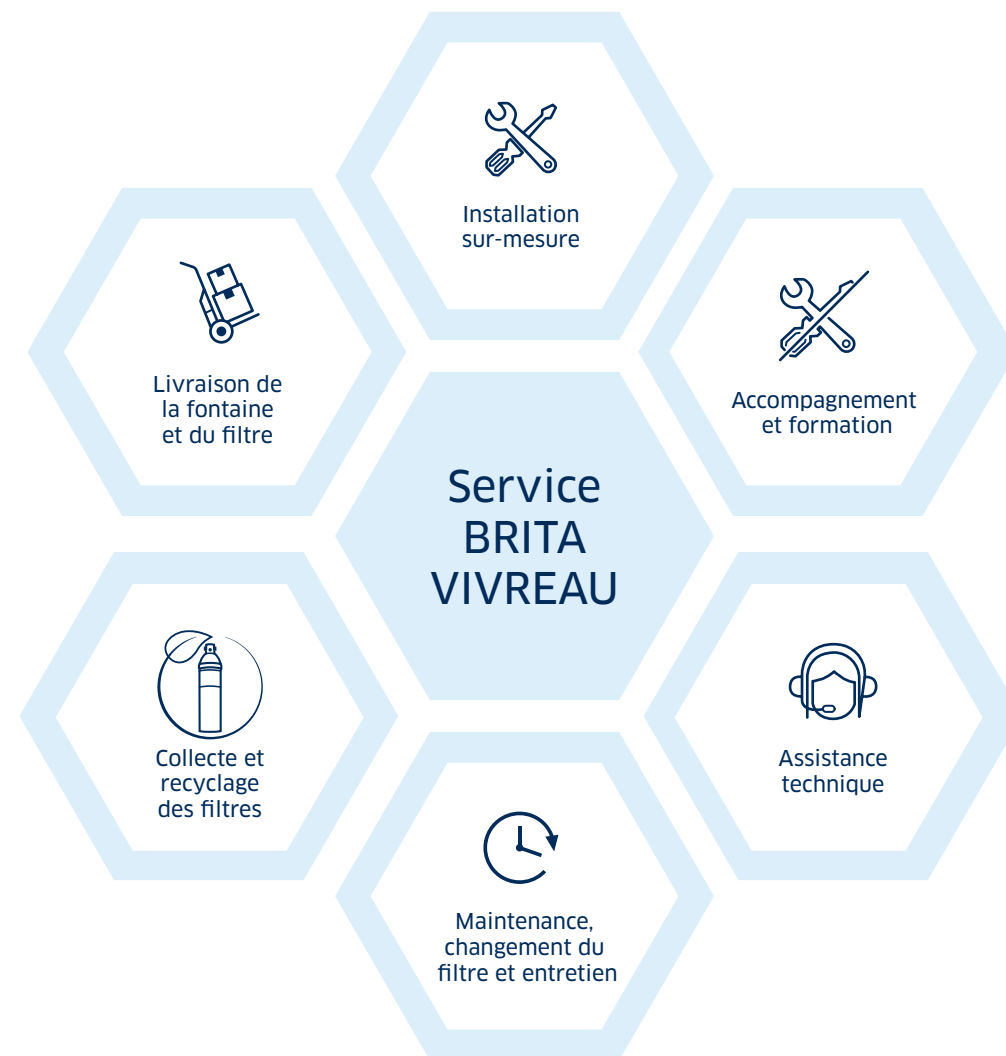 Installation
sur-mesure
Livraison de
la fontaine
et du filtre
Accompagnement
et formation
Service
BRITA
VIVREAU
Collecte et
recyclage
des filtres
Assistance
technique
Maintenance,
changement du
filtre et entretien